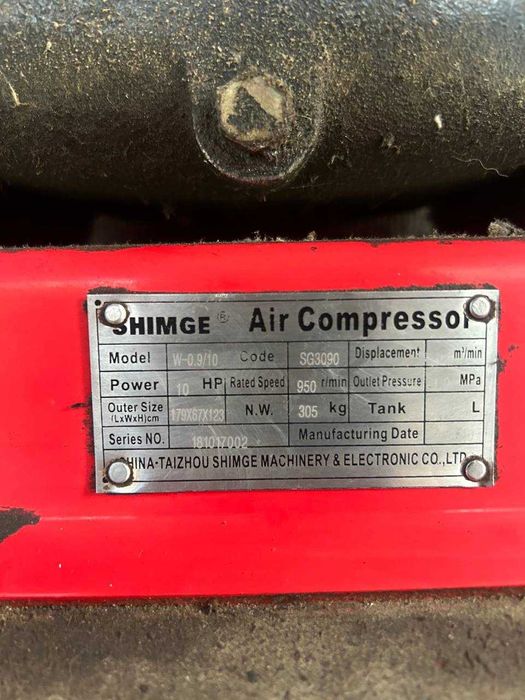 SHIMGE ® Air Compressor
Model W-0.9/10 Code SG3090 Displacement m³/min
Power 10 HP Rated Speed 950 r/min Outlet Pressure MPa
Outer Size (LxWxH)cm 179X67X123 N.W. 305 kg Tank L
Series NO. 181017002 Manufacturing Date
CHINA-TAIZHOU SHIMGE MACHINERY & ELECTRONIC CO., LTD.